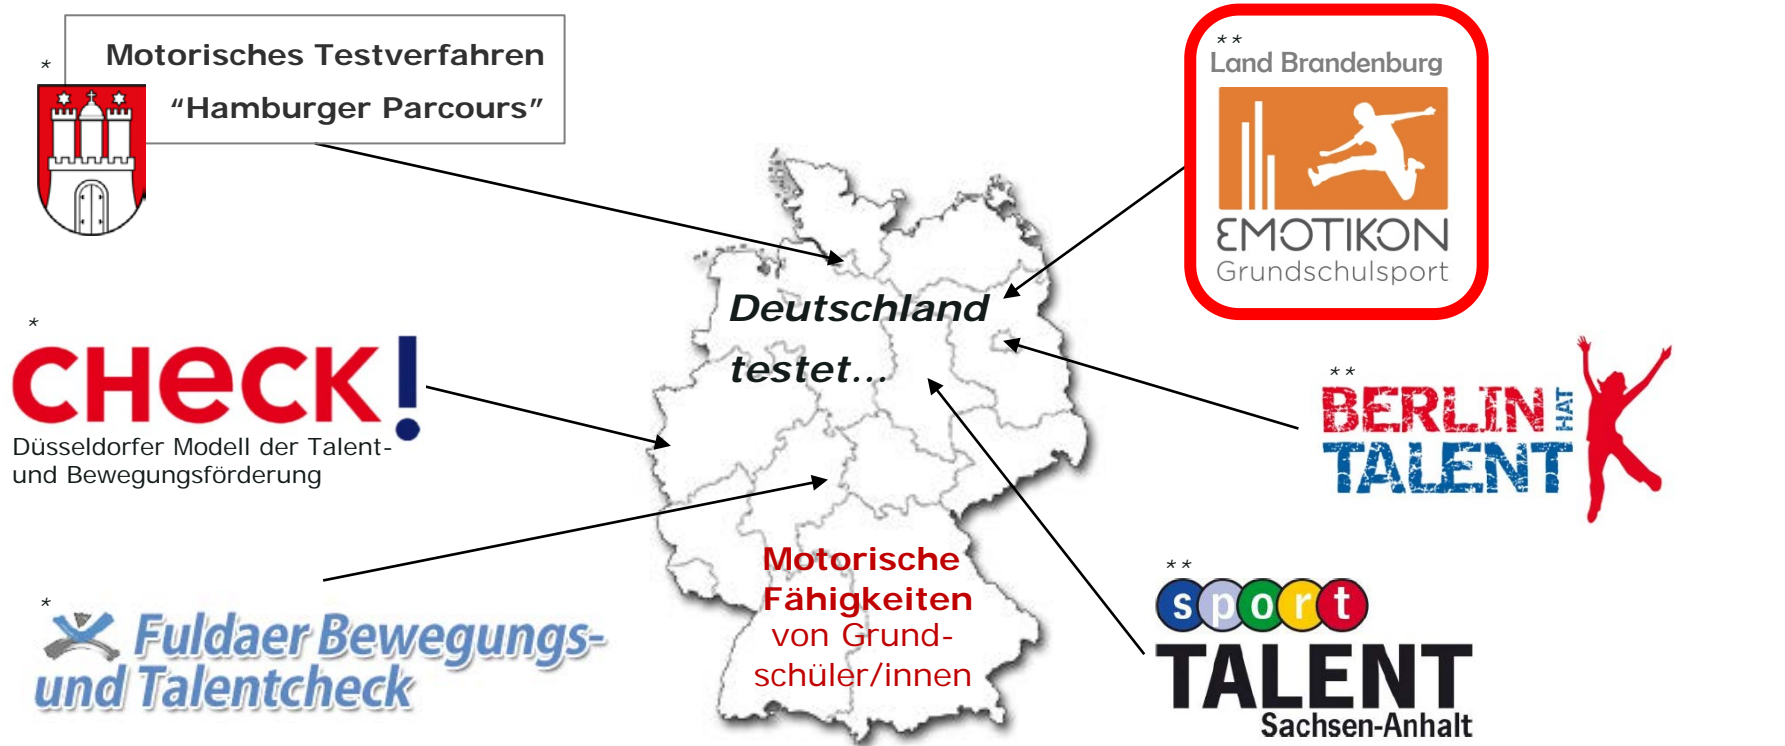 *
Motorisches Testverfahren
“Hamburger Parcours”
**
Land Brandenburg
EMOTIKON
Grundschulsport
Deutschland
testet...
*
CHecK!
Düsseldorfer Modell der Talent-
und Bewegungsförderung
**
BERLIN HAT
TALENT
*
Fuldaer Bewegungs-
und Talentcheck
Motorische
Fähigkeiten
von Grund-
schüler/innen
**
sport
TALENT
Sachsen-Anhalt